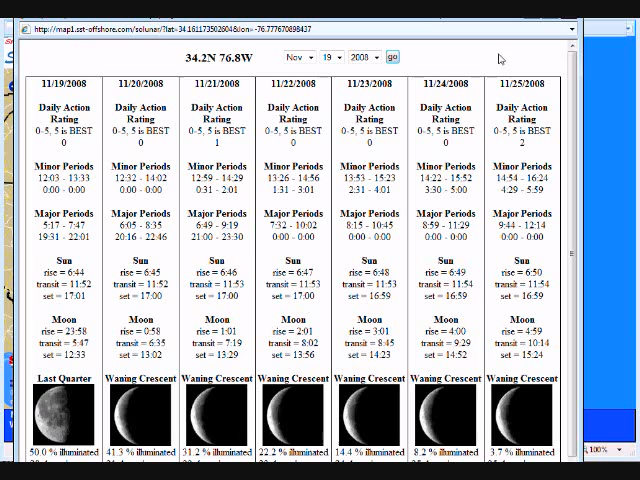 http://map1.sst-offshore.com/solunar/?lat=34.161173502604&lon=-76.777670898437
34.2N 76.8W
Nov 19 2008 go
11/19/2008 11/20/2008 11/21/2008 11/22/2008 11/23/2008 11/24/2008 11/25/2008
Daily Action Daily Action Daily Action Daily Action Daily Action Daily Action Daily Action
Rating Rating Rating Rating Rating Rating Rating
0-5, 5 is BEST 0-5, 5 is BEST 0-5, 5 is BEST 0-5, 5 is BEST 0-5, 5 is BEST 0-5, 5 is BEST 0-5, 5 is BEST
0 0 1 0 0 0 2
Minor Periods Minor Periods Minor Periods Minor Periods Minor Periods Minor Periods Minor Periods
12:03 - 13:33 12:32 - 14:02 12:59 - 14:29 13:26 - 14:56 13:53 - 15:23 14:22 - 15:52 14:54 - 16:24
0:00 - 0:00 0:00 - 0:00 0:31 - 2:01 1:31 - 3:01 2:31 - 4:01 3:30 - 5:00 4:29 - 5:59
Major Periods Major Periods Major Periods Major Periods Major Periods Major Periods Major Periods
5:17 - 7:47 6:05 - 8:35 6:49 - 9:19 7:32 - 10:02 8:15 - 10:45 8:59 - 11:29 9:44 - 12:14
19:31 - 22:01 20:16 - 22:46 21:00 - 23:30 0:00 - 0:00 0:00 - 0:00 0:00 - 0:00 0:00 - 0:00
Sun Sun Sun Sun Sun Sun Sun
rise = 6:44 rise = 6:45 rise = 6:46 rise = 6:47 rise = 6:48 rise = 6:49 rise = 6:50
transit = 11:52 transit = 11:52 transit = 11:53 transit = 11:53 transit = 11:53 transit = 11:54 transit = 11:54
set = 17:01 set = 17:00 set = 17:00 set = 17:00 set = 16:59 set = 16:59 set = 16:59
Moon Moon Moon Moon Moon Moon Moon
rise = 23:58 rise = 0:58 rise = 1:01 rise = 2:01 rise = 3:01 rise = 4:00 rise = 4:59
transit = 5:47 transit = 6:35 transit = 7:19 transit = 8:02 transit = 8:45 transit = 9:29 transit = 10:14
set = 12:33 set = 13:02 set = 13:29 set = 13:56 set = 14:23 set = 14:52 set = 15:24
Last Quarter Waning Crescent Waning Crescent Waning Crescent Waning Crescent Waning Crescent Waning Crescent
50.0 % illuminated 41.3 % illuminated 31.2 % illuminated 22.2 % illuminated 14.4 % illuminated 8.2 % illuminated 3.7 % illuminated
100%